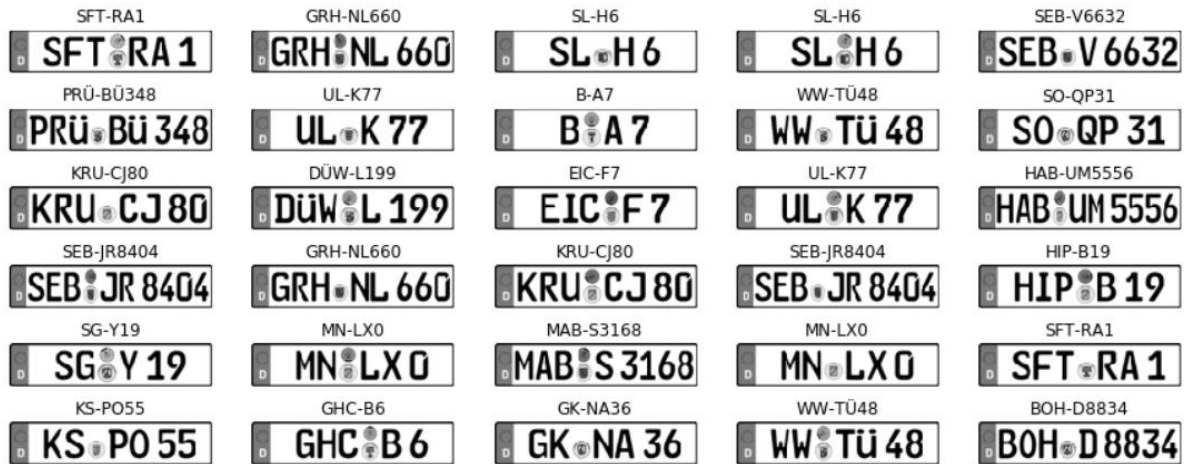 SFT-RA1 GRH-NL660 SL-H6 SL-H6 SEB-V6632
D SFT RA 1 D GRH NL 660 D SL H 6 D SL H 6 D SEB V 6632
PRÜ-BÜ348 UL-K77 B-A7 WW-TÜ48 SO-QP31
D PRÜ BÜ 348 D UL K 77 D B A 7 D WW TÜ 48 D SO QP 31
KRU-CJ80 DÜW-L199 EIC-F7 UL-K77 HAB-UM5556
D KRU CJ 80 D DÜW L 199 D EIC F 7 D UL K 77 D HAB UM 5556
SEB-JR8404 GRH-NL660 KRU-CJ80 SEB-JR8404 HIP-B19
D SEB JR 8404 D GRH NL 660 D KRU CJ 80 D SEB JR 8404 D HIP B 19
SG-Y19 MN-LX0 MAB-S3168 MN-LX0 SFT-RA1
D SG Y 19 D MN LX 0 D MAB S 3168 D MN LX 0 D SFT RA 1
KS-PO55 GHC-B6 GK-NA36 WW-TÜ48 BOH-D8834
D KS PO 55 D GHC B 6 D GK NA 36 D WW TÜ 48 D BOH D 8834